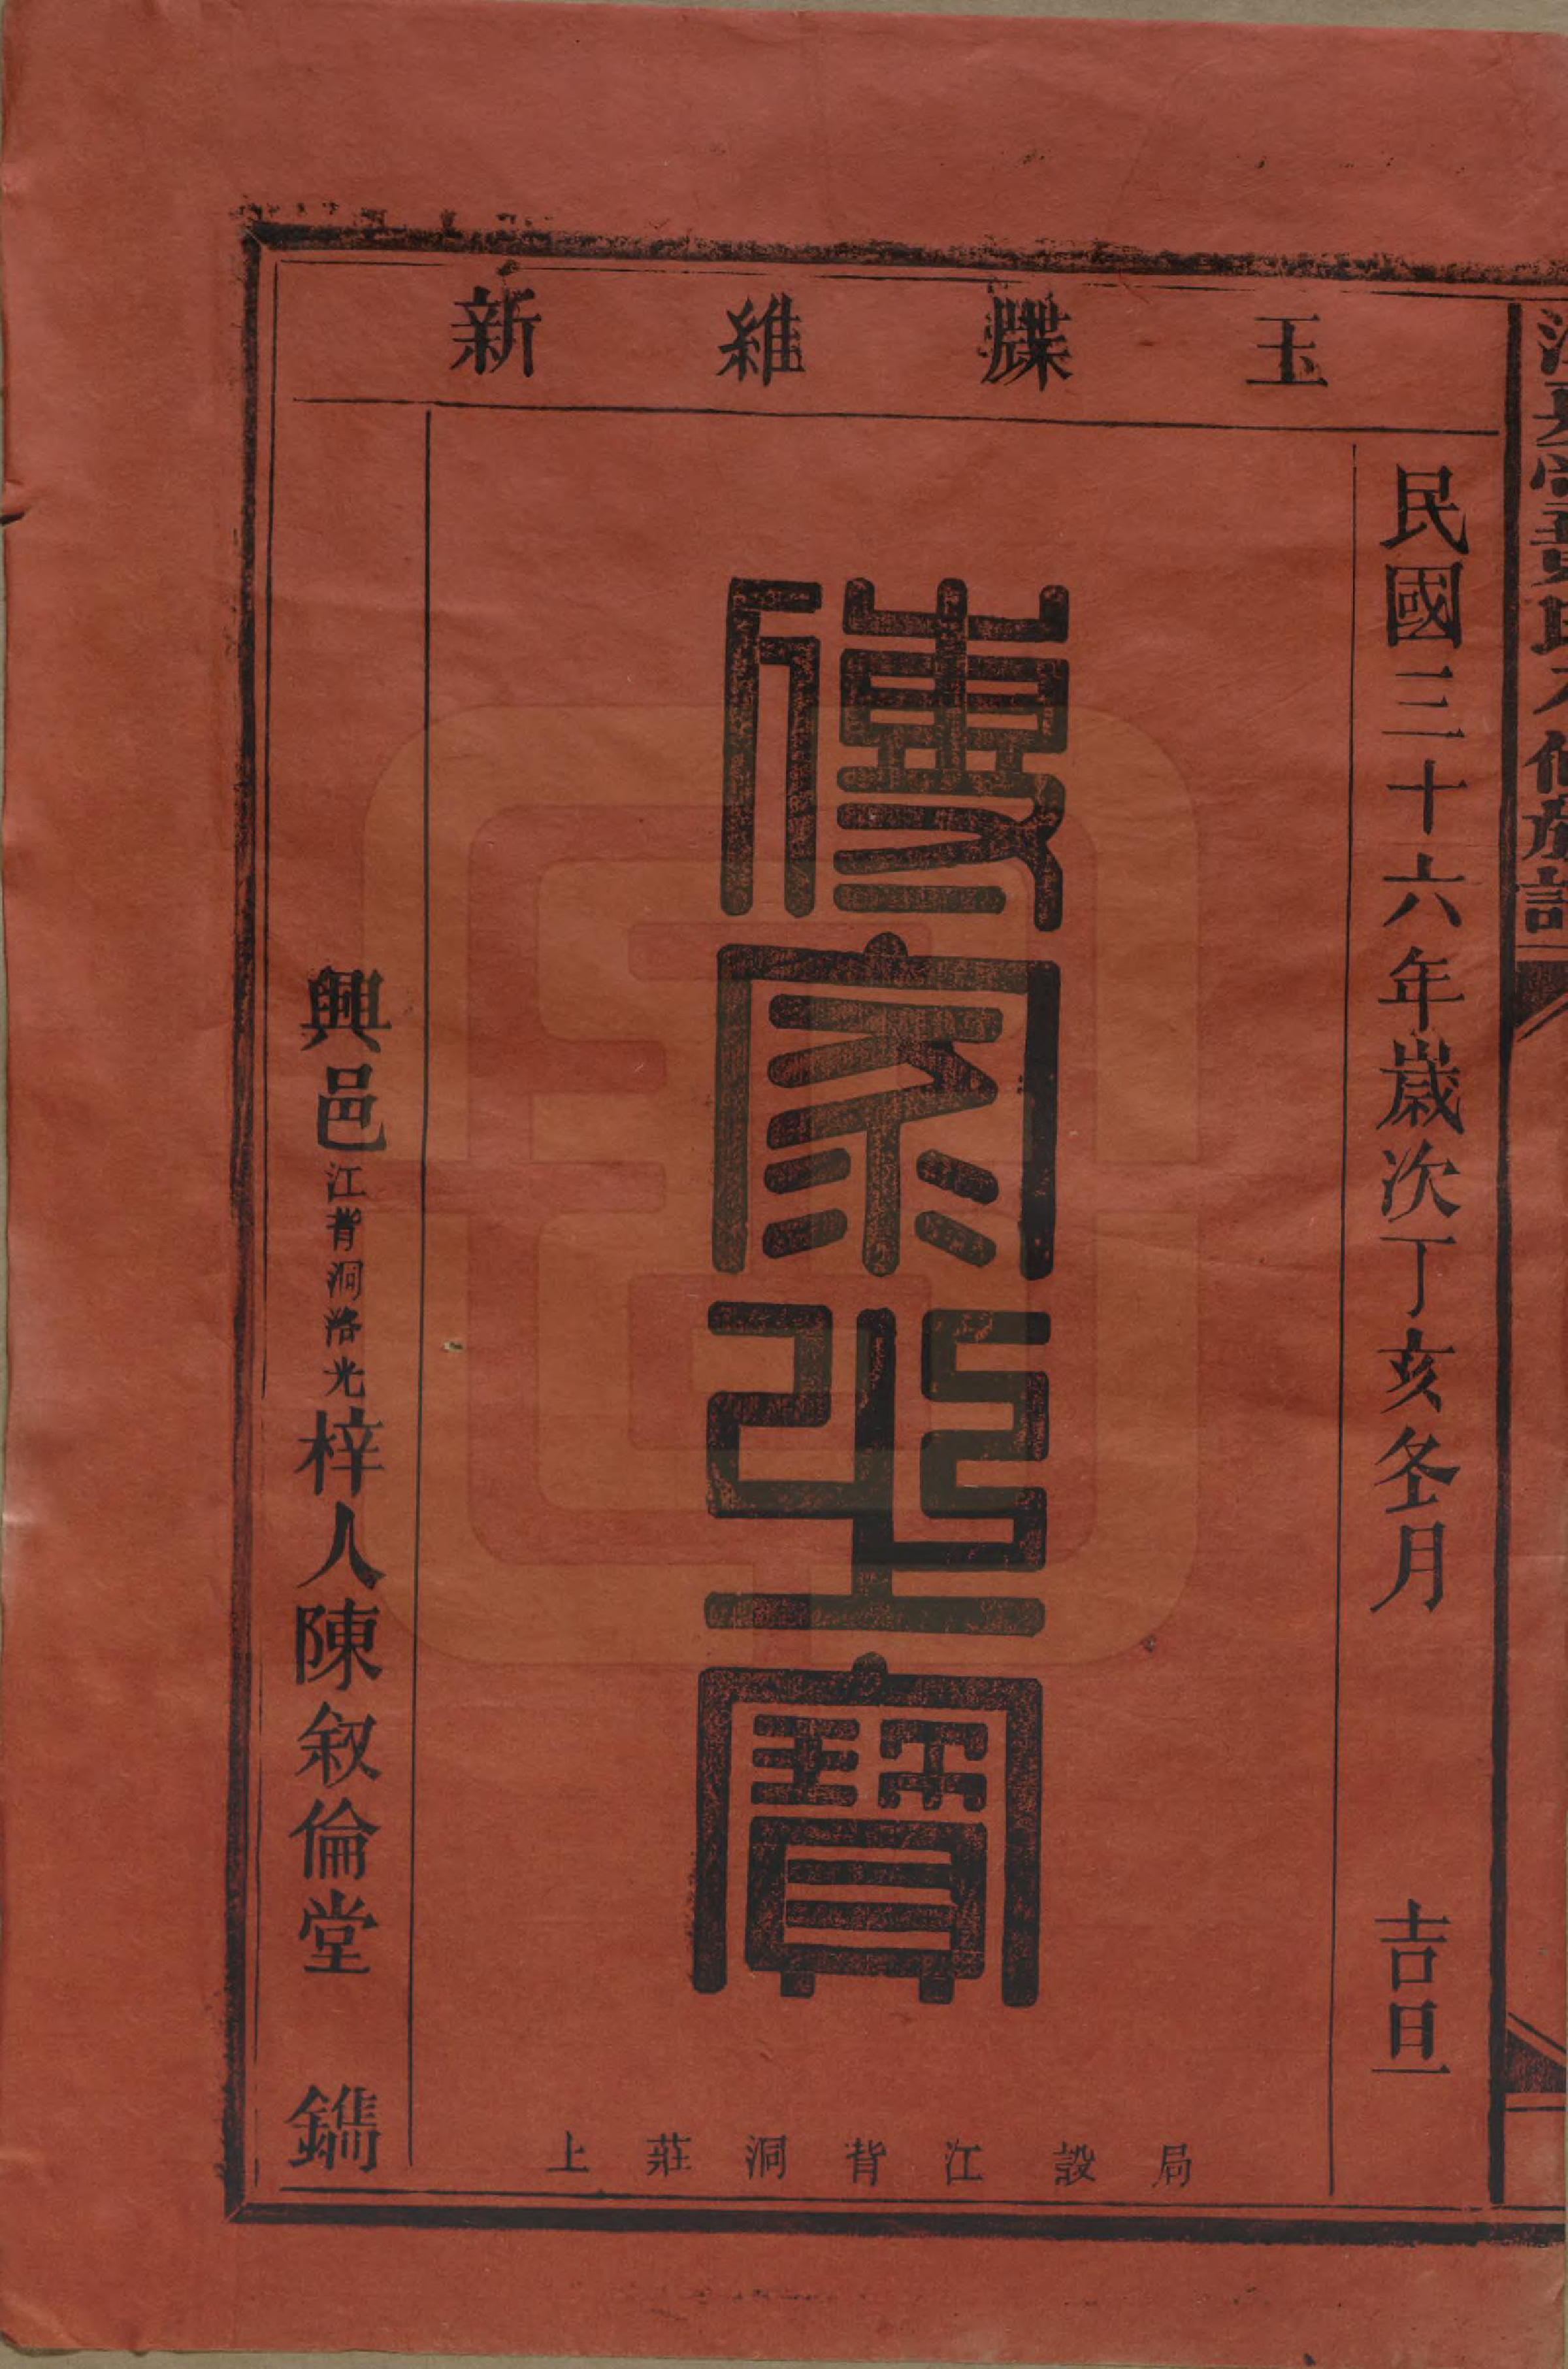 玉牒維新
民國三十六年歲次丁亥冬月 吉旦
傳家之寶
局設江背洞莊上
興邑江背洞洛光梓人陳叙倫堂 鐫